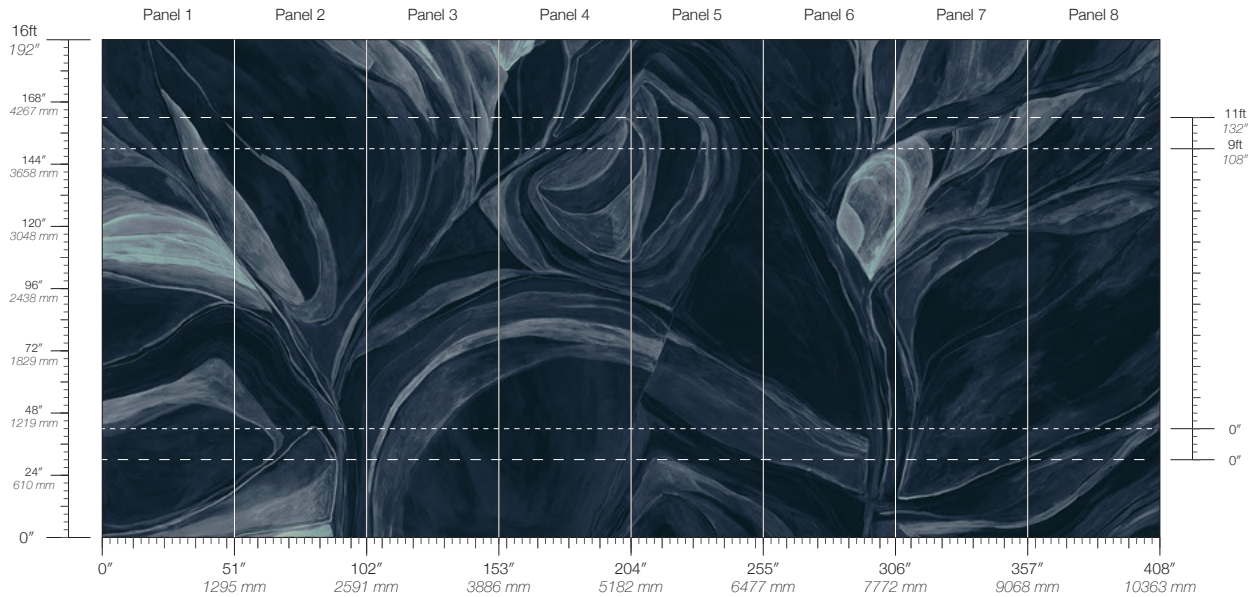 Panel 1 Panel 2 Panel 3 Panel 4 Panel 5 Panel 6 Panel 7 Panel 8
16ft
192″
168″
4267 mm
144″
3658 mm
120″
3048 mm
96″
2438 mm
72″
1829 mm
48″
1219 mm
24″
610 mm
0″
11ft
132″
9ft
108″
0″
0″
0″ 51″ 102″ 153″ 204″ 255″ 306″ 357″ 408″
1295 mm 2591 mm 3886 mm 5182 mm 6477 mm 7772 mm 9068 mm 10363 mm